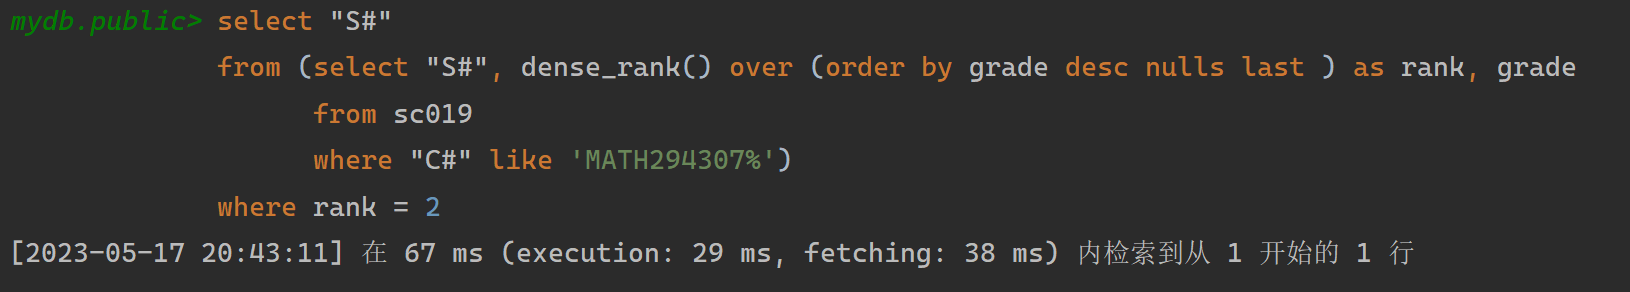 mydb.public> select "S#"
from (select "S#", dense_rank() over (order by grade desc nulls last ) as rank, grade
from sc019
where "C#" like 'MATH294307%')
where rank = 2
[2023-05-17 20:43:11] 在 67 ms (execution: 29 ms, fetching: 38 ms) 内检索到从 1 开始的 1 行